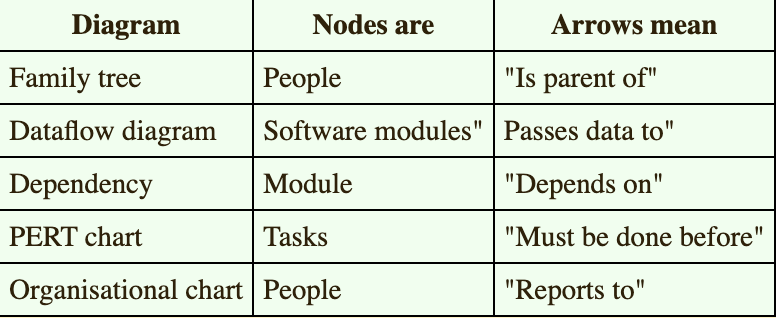 Diagram Nodes are Arrows mean
Family tree People "Is parent of"
Dataflow diagram Software modules" Passes data to"
Dependency Module "Depends on"
PERT chart Tasks "Must be done before"
Organisational chart People "Reports to"